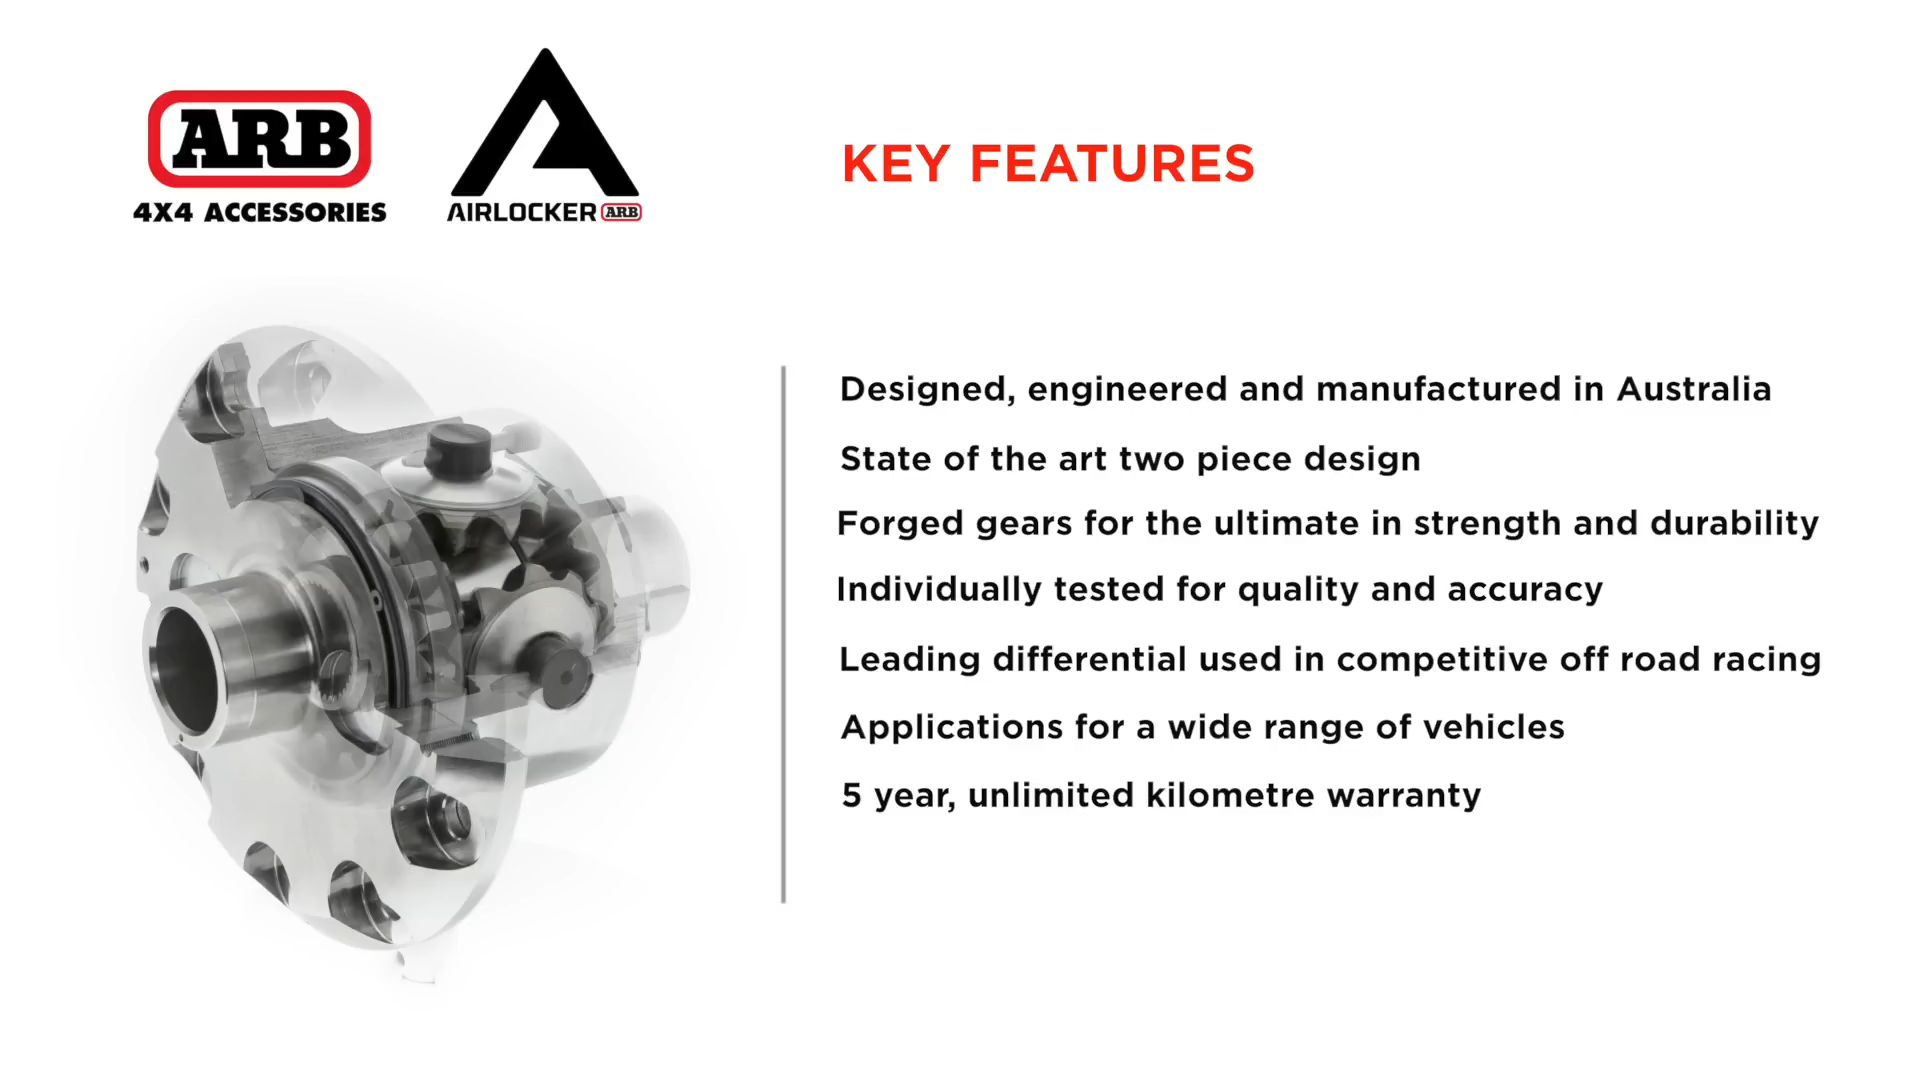 ARB
4X4 ACCESSORIES
AIRLOCKER ARB
KEY FEATURES
Designed, engineered and manufactured in Australia
State of the art two piece design
Forged gears for the ultimate in strength and durability
Individually tested for quality and accuracy
Leading differential used in competitive off road racing
Applications for a wide range of vehicles
5 year, unlimited kilometre warranty